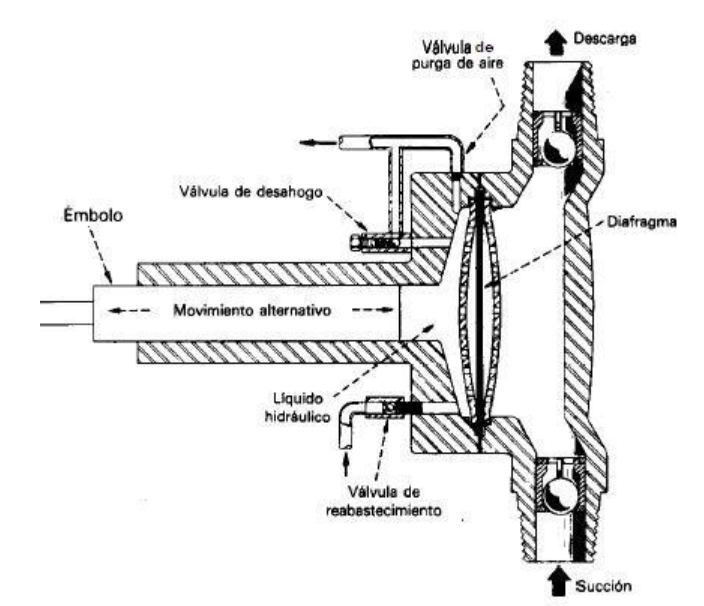 Descarga
Válvula de
purga de aire
Válvula de desahogo
Émbolo
Diafragma
Movimiento alternativo
Líquido
hidráulico
Válvula de
reabastecimiento
Succión